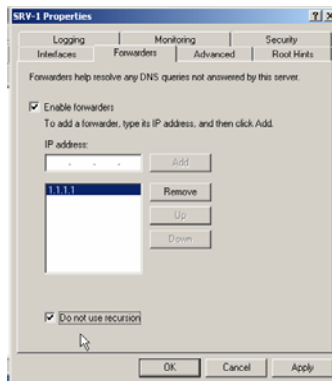 SRV-1 Properties
Logging Monitoring Security
Interfaces Forwarders Advanced Root Hints
Forwarders help resolve any DNS queries not answered by this server.
Enable forwarders
To add a forwarder, type its IP address, and then click Add.
IP address:
. . . Add
1.1.1.1 Remove
Up
Down
Do not use recursion
OK Cancel Apply